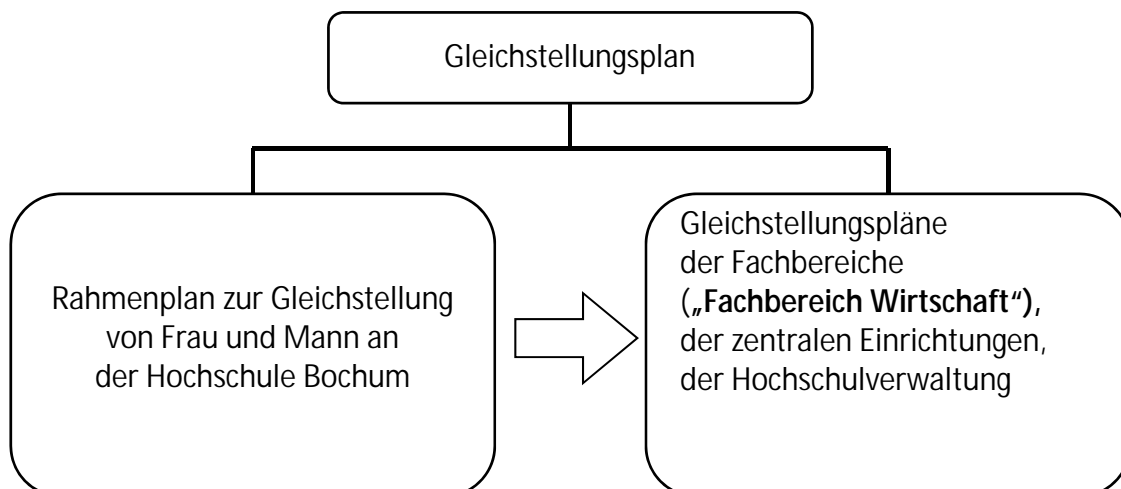 Gleichstellungsplan
Rahmenplan zur Gleichstellung
von Frau und Mann an
der Hochschule Bochum
Gleichstellungspläne
der Fachbereiche
(„Fachbereich Wirtschaft“),
der zentralen Einrichtungen,
der Hochschulverwaltung